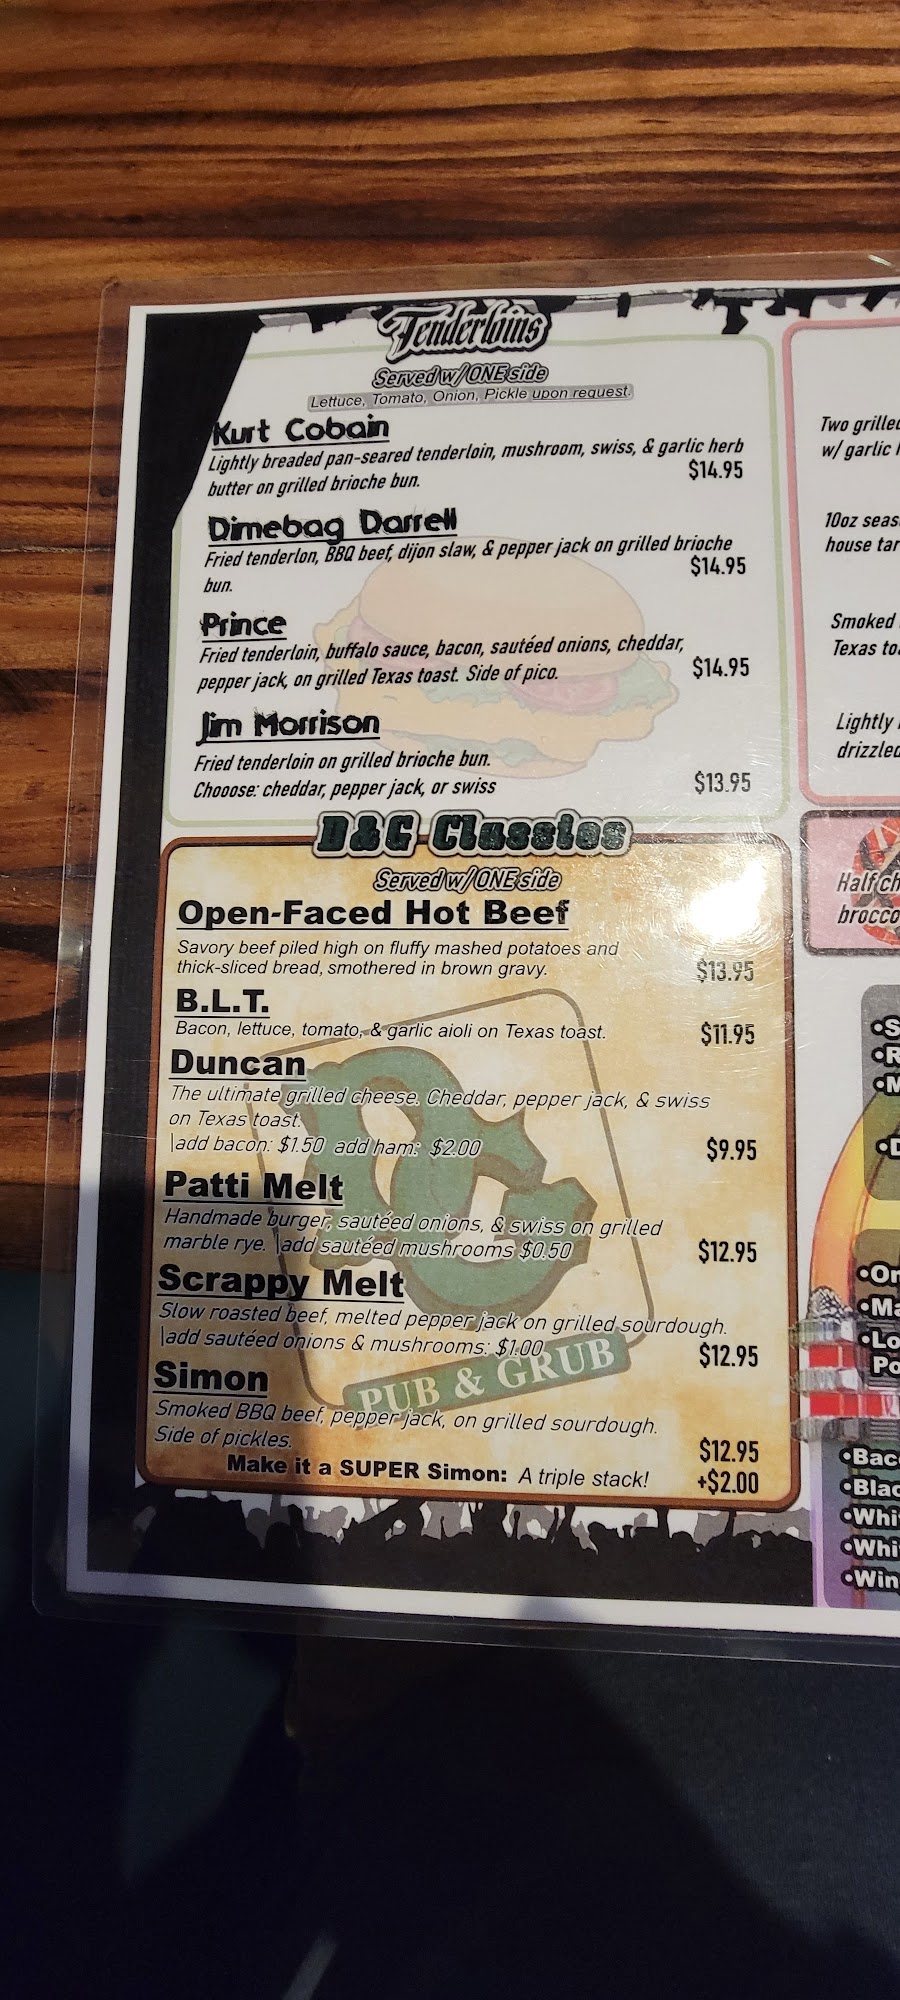 Tenderloins
Served w/ ONE side
Lettuce, Tomato, Onion, Pickle upon request.
Kurt Cobain
Lightly breaded pan-seared tenderloin, mushroom, swiss, & garlic herb
butter on grilled brioche bun.
$14.95
Dimebag Darrell
Fried tenderlon, BBQ beef, dijon slaw, & pepper jack on grilled brioche
bun.
$14.95
Prince
Fried tenderloin, buffalo sauce, bacon, sautéed onions, cheddar,
pepper jack, on grilled Texas toast. Side of pico.
$14.95
Jim Morrison
Fried tenderloin on grilled brioche bun.
Chooose: cheddar, pepper jack, or swiss
$13.95
D&G Classics
Served w/ ONE side
Open-Faced Hot Beef
Savory beef piled high on fluffy mashed potatoes and
thick-sliced bread, smothered in brown gravy.
$13.95
B.L.T.
Bacon, lettuce, tomato, & garlic aioli on Texas toast.
$11.95
Duncan
The ultimate grilled cheese. Cheddar, pepper jack, & swiss
on Texas toast.
\add bacon: $1.50 add ham: $2.00
$9.95
Patti Melt
Handmade burger, sautéed onions, & swiss on grilled
marble rye. \add sautéed mushrooms $0.50
$12.95
Scrappy Melt
Slow roasted beef, melted pepper jack on grilled sourdough.
\add sautéed onions & mushrooms: $1.00
$12.95
Simon
Smoked BBQ beef, pepper jack, on grilled sourdough.
Side of pickles.
$12.95
Make it a SUPER Simon: A triple stack! +$2.00
DG
PUB & GRUB
Two grilled
w/ garlic
10oz seas
house tar
Smoked
Texas to
Lightly
drizzled
Half ch
brocco
•S
•R
•M
•D
•On
•Ma
•Lo
Po
•Bac
•Blac
•Whi
•Whi
•Win